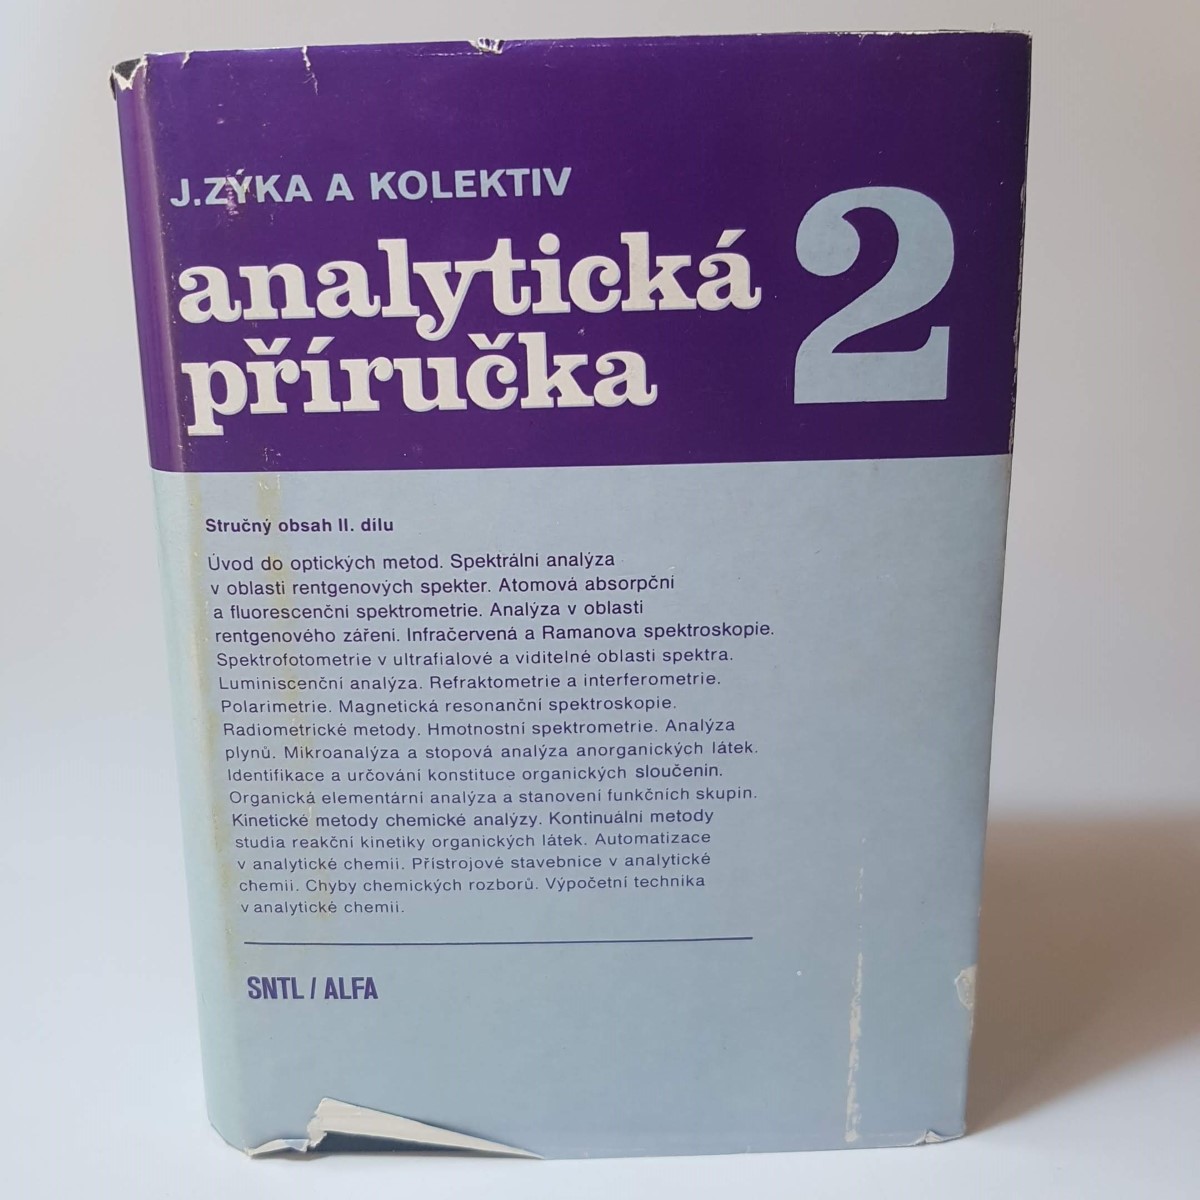 J.ZÝKA A KOLEKTIV
analytická
příručka
2
Stručný obsah II. dílu
Úvod do optických metod. Spektrální analýza
v oblasti rentgenových spekter. Atomová absorpční
a fluorescenční spektrometrie. Analýza v oblasti
rentgenového záření. Infračervená a Ramanova spektroskopie.
Spektrofotometrie v ultrafialové a viditelné oblasti spektra.
Luminiscenční analýza. Refraktometrie a interferometrie.
Polarimetrie. Magnetická resonanční spektroskopie.
Radiometrické metody. Hmotnostní spektrometrie. Analýza
plynů. Mikroanalýza a stopová analýza anorganických látek.
Identifikace a určování konstituce organických sloučenin.
Organická elementární analýza a stanovení funkčních skupin.
Kinetické metody chemické analýzy. Kontinuální metody
studia reakční kinetiky organických látek. Automatizace
v analytické chemii. Přístrojové stavebnice v analytické
chemii. Chyby chemických rozborů. Výpočetní technika
v analytické chemii.
SNTL / ALFA